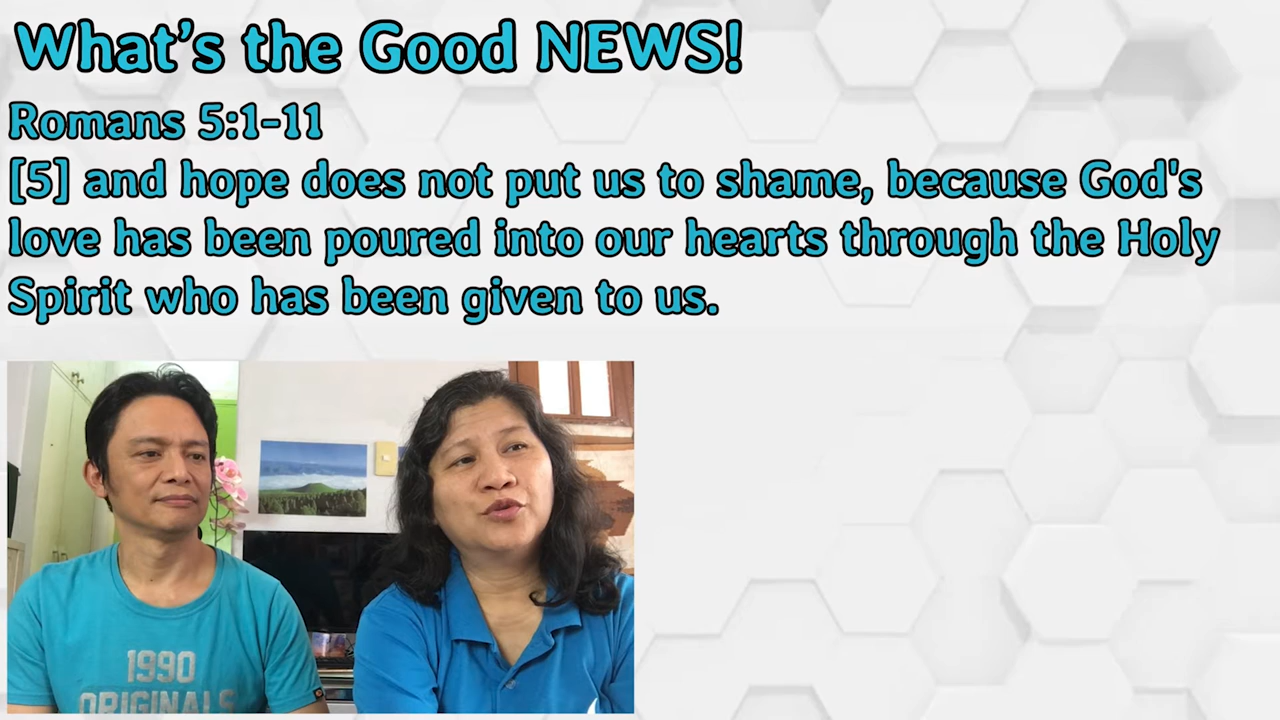 What’s the Good NEWS!
Romans 5:1-11
[5] and hope does not put us to shame, because God's
love has been poured into our hearts through the Holy
Spirit who has been given to us.
1990
ORIGINALS